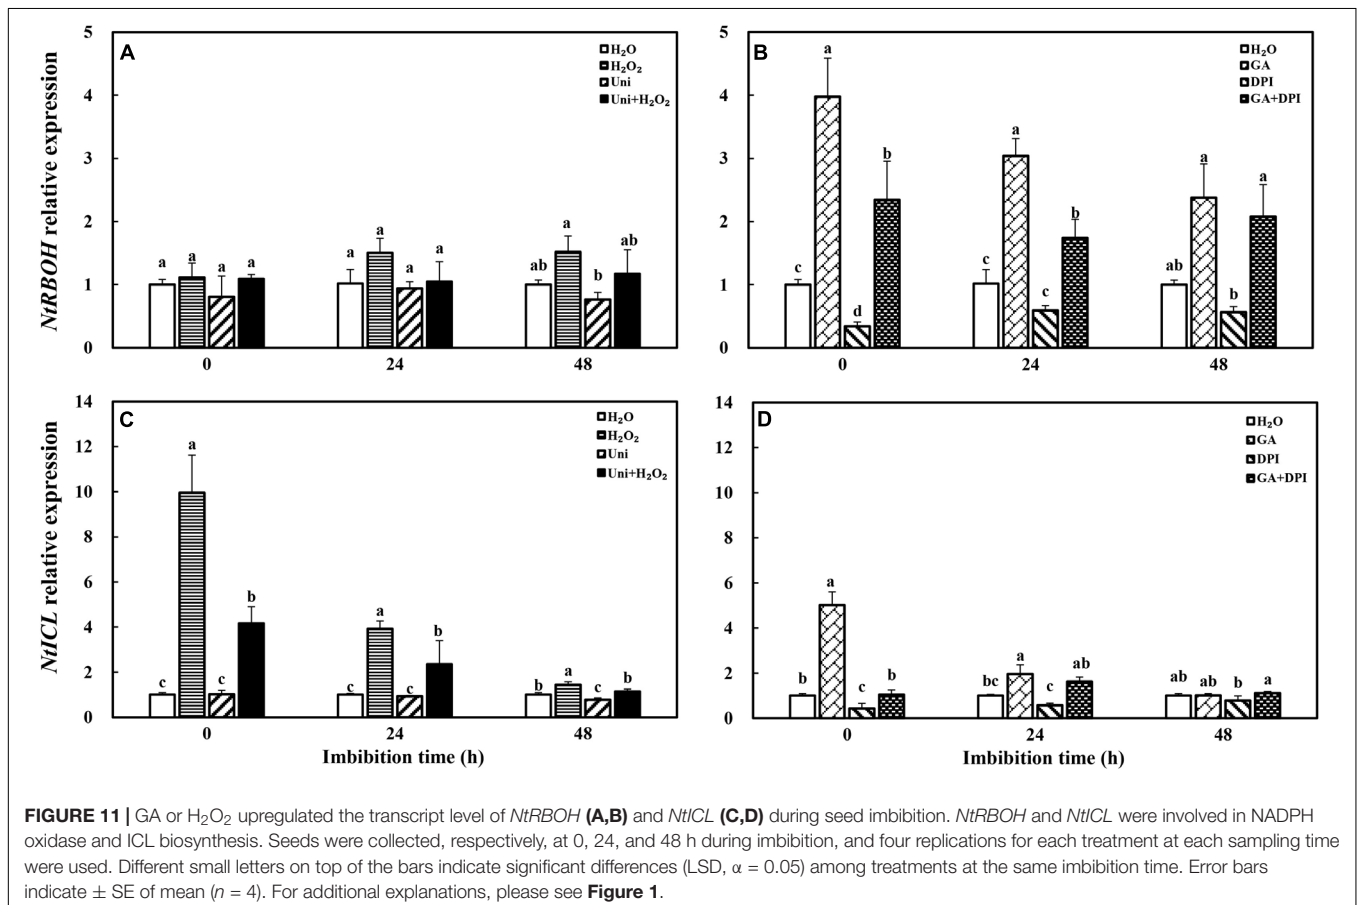 A
NtRBOH relative expression
5
4
3
2
1
0
H₂O
H₂O₂
Uni
Uni+H₂O₂
a a a a
a a a a
ab a b ab
0 24 48
B
5
4
3
2
1
0
H₂O
GA
DPI
GA+DPI
c a d b
c a c b
ab a b a
0 24 48
C
NtICL relative expression
14
12
10
8
6
4
2
0
H₂O
H₂O₂
Uni
Uni+H₂O₂
c a c b
c a c b
b a c b
0 24 48
Imbibition time (h)
D
14
12
10
8
6
4
2
0
H₂O
GA
DPI
GA+DPI
b a c b
bc a c ab
ab ab b a
0 24 48
Imbibition time (h)
FIGURE 11 | GA or H₂O₂ upregulated the transcript level of NtRBOH (A,B) and NtICL (C,D) during seed imbibition. NtRBOH and NtICL were involved in NADPH
oxidase and ICL biosynthesis. Seeds were collected, respectively, at 0, 24, and 48 h during imbibition, and four replications for each treatment at each sampling time
were used. Different small letters on top of the bars indicate significant differences (LSD, α = 0.05) among treatments at the same imbibition time. Error bars
indicate ± SE of mean (n = 4). For additional explanations, please see Figure 1.